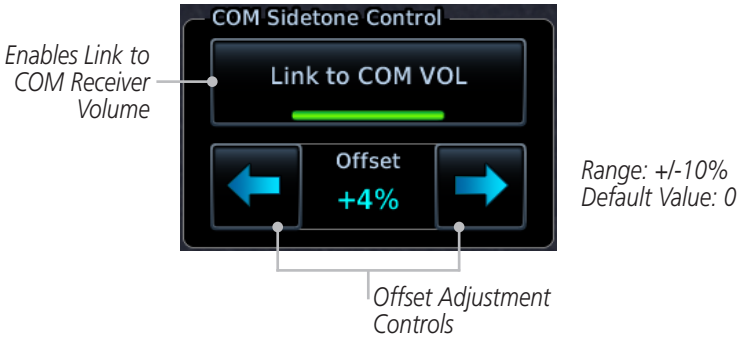 COM Sidetone Control
Enables Link to
COM Receiver
Volume
Link to COM VOL
Offset
+4%
Range: +/-10%
Default Value: 0
Offset Adjustment
Controls